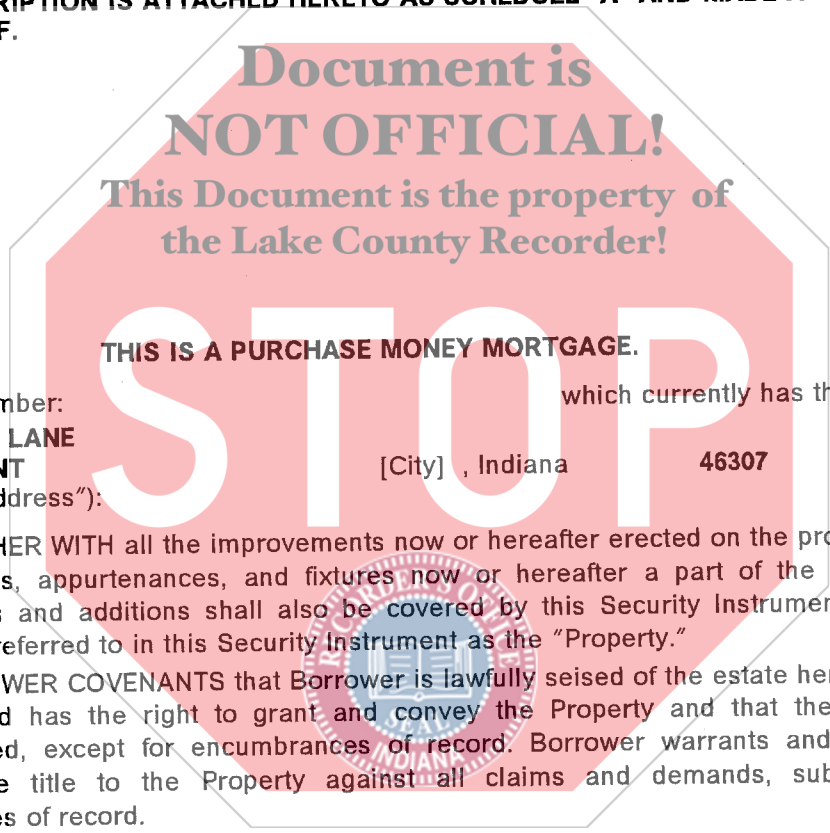 RIPTION IS ATTACHED HERETO AS SCHEDULE "A" AND MADE
F.
Document is
NOT OFFICIAL!
This Document is the property of
the Lake County Recorder!
STOP
THIS IS A PURCHASE MONEY MORTGAGE.
mber: which currently has th
LANE
NT [City] , Indiana 46307
ddress"):
HER WITH all the improvements now or hereafter erected on the pro
s, appurtenances, and fixtures now or hereafter a part of the
s and additions shall also be covered by this Security Instrumen
referred to in this Security Instrument as the "Property."
WER COVENANTS that Borrower is lawfully seised of the estate her
d has the right to grant and convey the Property and that the
ed, except for encumbrances of record. Borrower warrants and
e title to the Property against all claims and demands, sub
es of record.
RECORDER'S OFFICE
SEAL
INDIANA